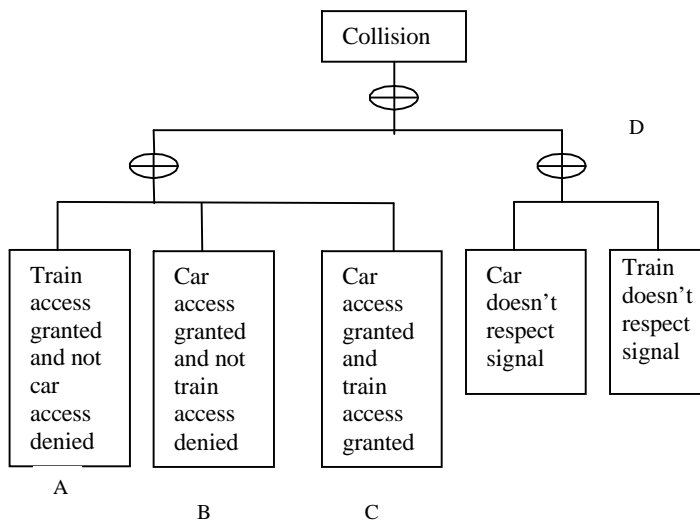 Collision
D
Train
access
granted
and not
car
access
denied
Car
access
granted
and not
train
access
denied
Car
access
granted
and
train
access
granted
Car
doesn't
respect
signal
Train
doesn't
respect
signal
A
B
C